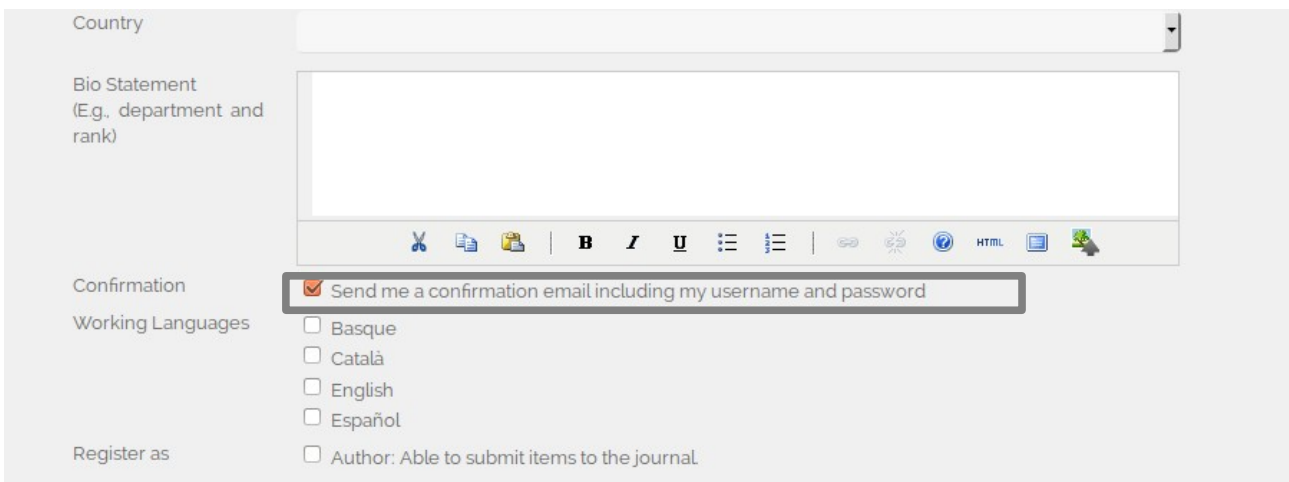 Country
Bio Statement
(E.g., department and
rank)
B I U HTML
Confirmation
Send me a confirmation email including my username and password
Working Languages
Basque
Català
English
Español
Register as
Author: Able to submit items to the journal.